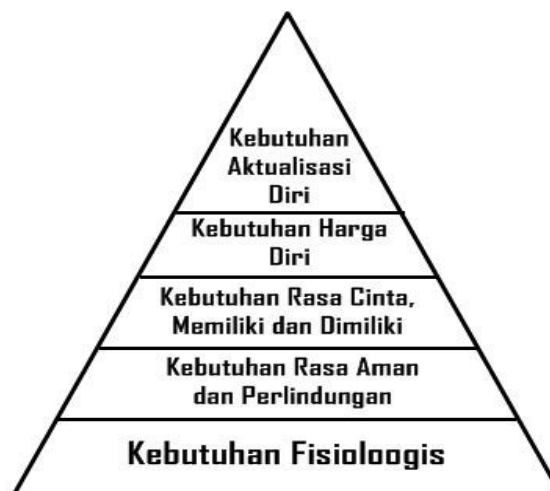 Kebutuhan
Aktualisasi
Diri
Kebutuhan Harga
Diri
Kebutuhan Rasa Cinta,
Memiliki dan Dimiliki
Kebutuhan Rasa Aman
dan Perlindungan
Kebutuhan Fisioloogis